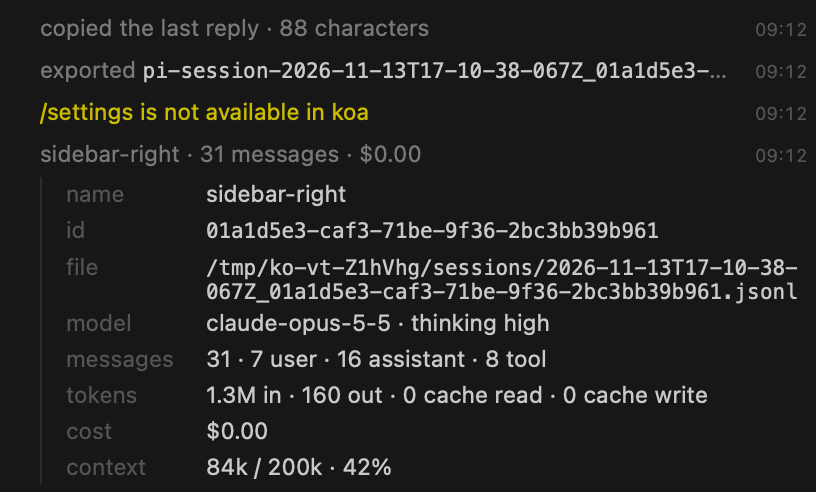 copied the last reply · 88 characters 09:12
exported pi-session-2026-11-13T17-10-38-067Z_01a1d5e3-… 09:12
/settings is not available in koa 09:12
sidebar-right · 31 messages · $0.00 09:12
name sidebar-right
id 01a1d5e3-caf3-71be-9f36-2bc3bb39b961
file /tmp/ko-vt-Z1hVhg/sessions/2026-11-13T17-10-38-
067Z_01a1d5e3-caf3-71be-9f36-2bc3bb39b961.jsonl
model claude-opus-5-5 · thinking high
messages 31 · 7 user · 16 assistant · 8 tool
tokens 1.3M in · 160 out · 0 cache read · 0 cache write
cost $0.00
context 84k / 200k · 42%